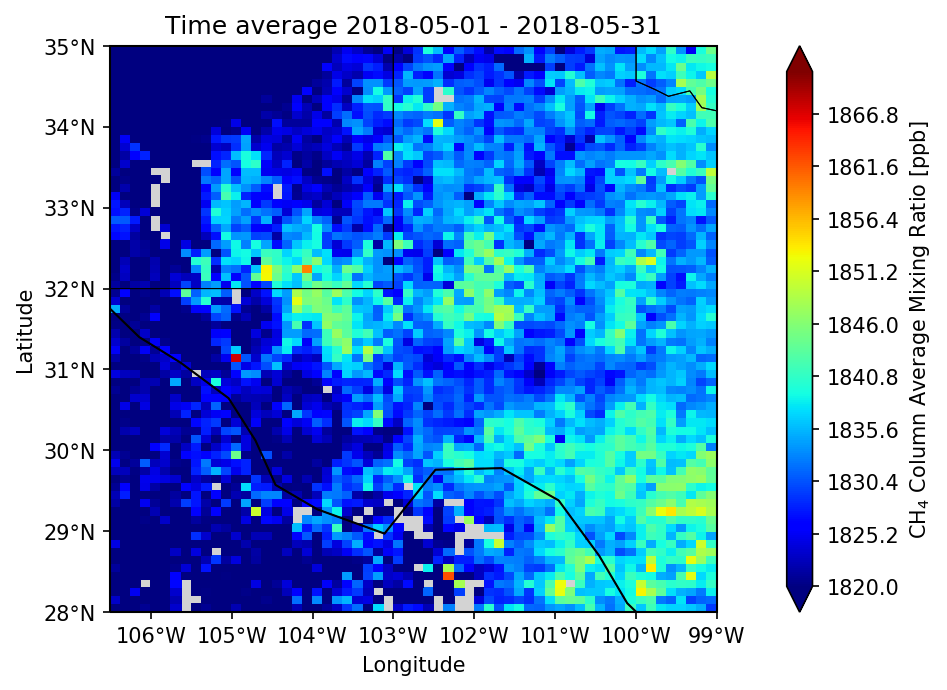 Time average 2018-05-01 - 2018-05-31
35°N
34°N
33°N
32°N
31°N
30°N
29°N
28°N
Latitude
106°W 105°W 104°W 103°W 102°W 101°W 100°W 99°W
Longitude
1866.8
1861.6
1856.4
1851.2
1846.0
1840.8
1835.6
1830.4
1825.2
1820.0
CH₄ Column Average Mixing Ratio [ppb]